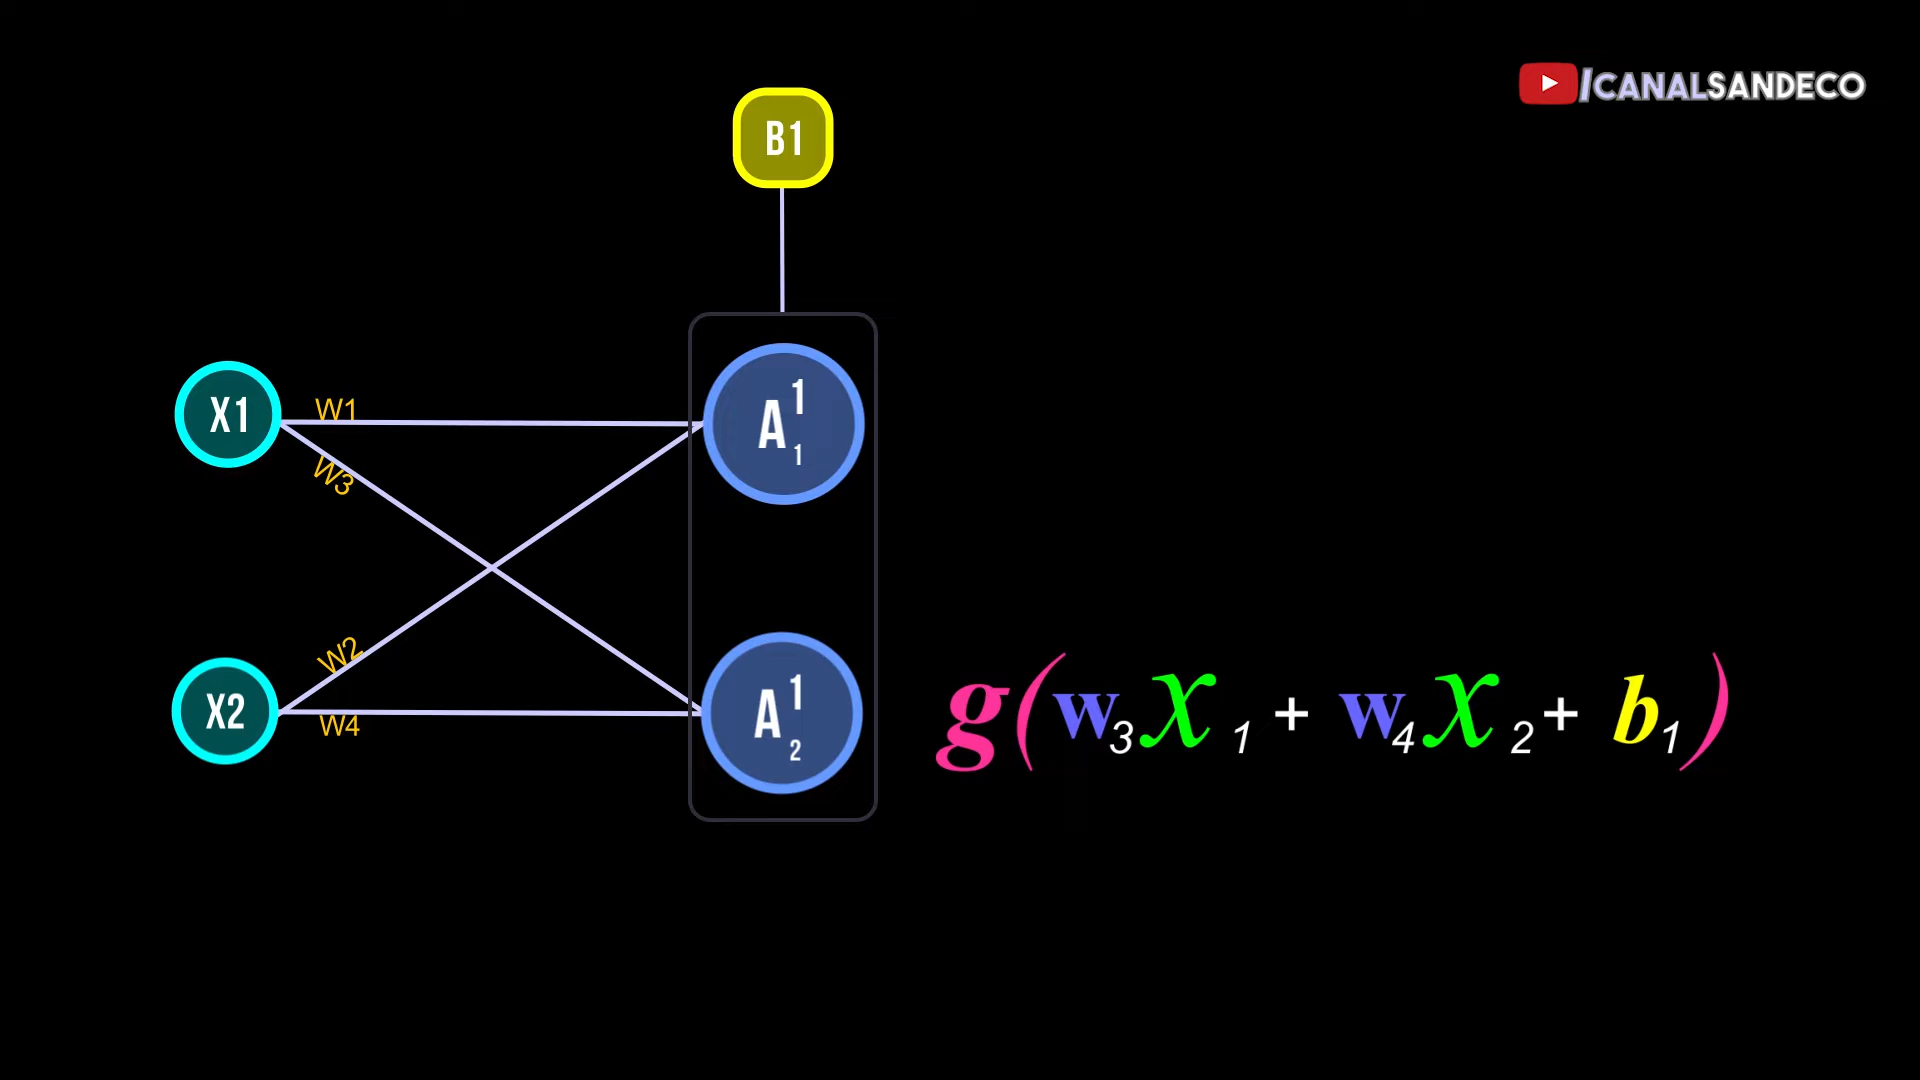 /CANALSANDECO
B1
X1
W1
W3
A 1 1
X2
W2
W4
A 1 2
g(w3x1 + w4x2 + b1)